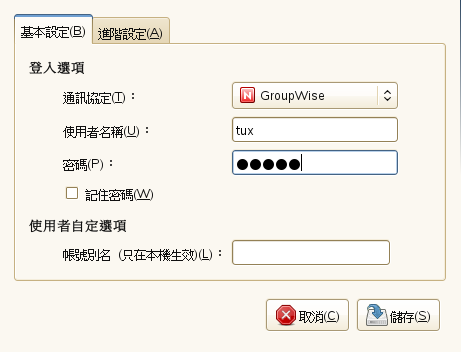 基本設定(B)
進階設定(A)
登入選項
通訊協定(T)：
GroupWise
使用者名稱(U)：
tux
密碼(P)：
●●●●●
記住密碼(W)
使用者自定選項
帳號別名（只在本機生效)(L)：
取消(C)
儲存(S)